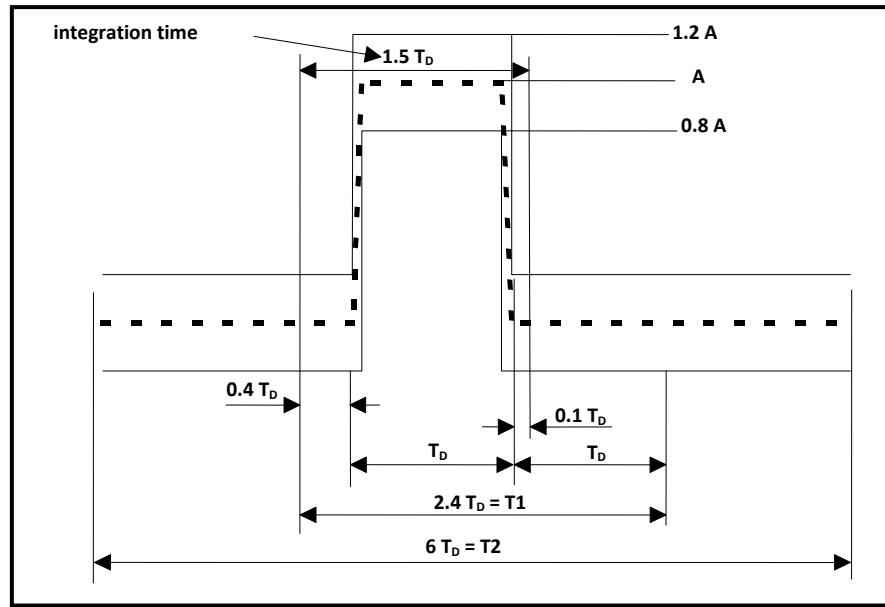 integration time
1.2 A
1.5 TD
A
0.8 A
0.4 TD
0.1 TD
TD
TD
2.4 TD = T1
6 TD = T2